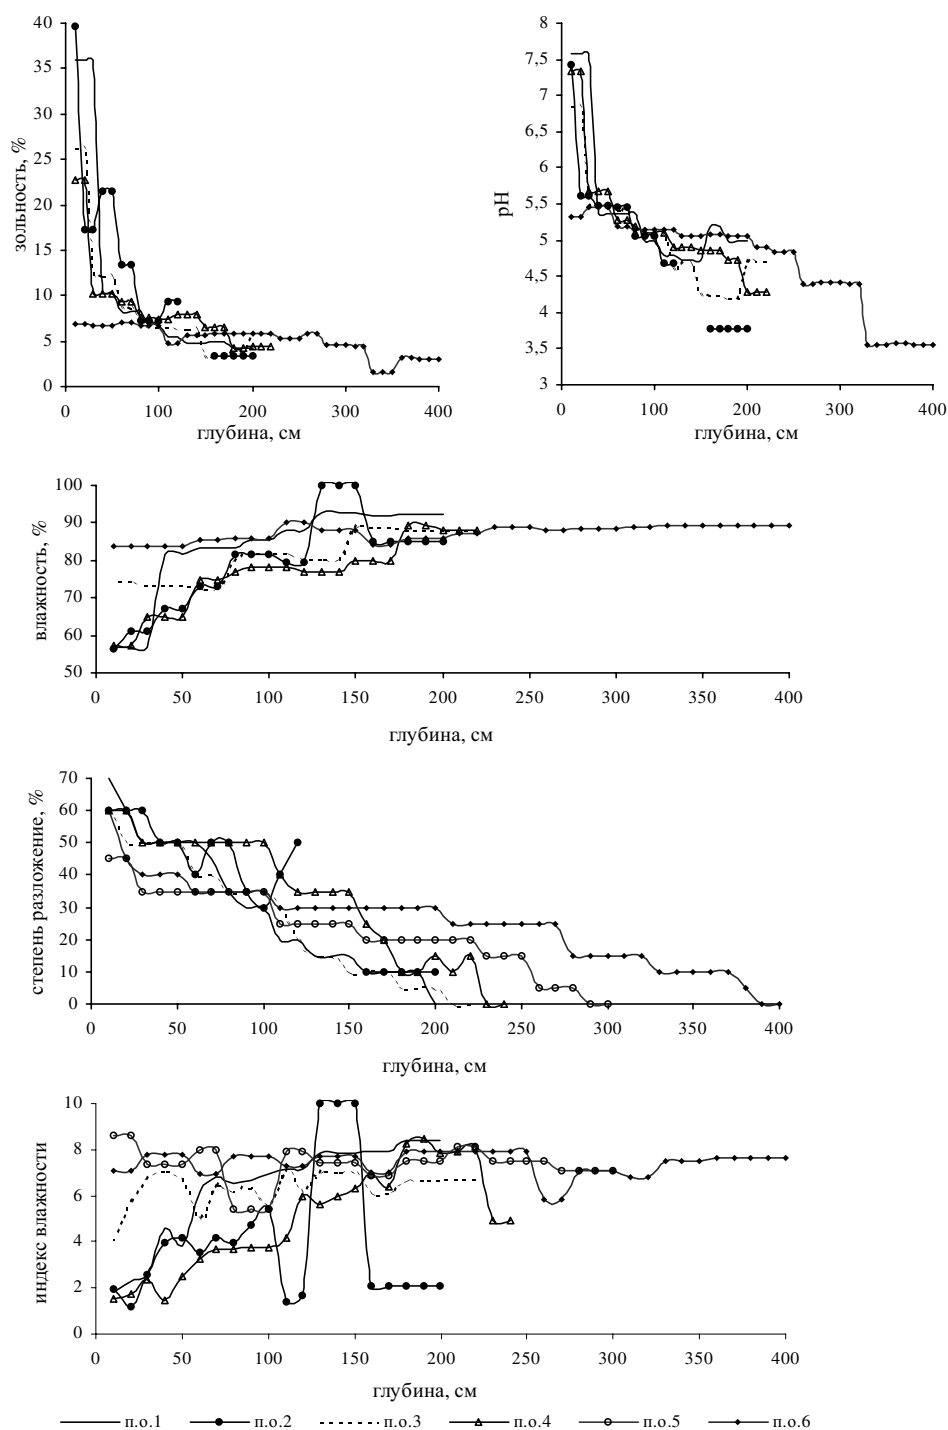 зольность, %
40
35
30
25
20
15
10
5
0
0 100 200 300 400
глубина, см
pH
8
7,5
7
6,5
6
5,5
5
4,5
4
3,5
3
0 100 200 300 400
глубина, см
влажность, %
100
90
80
70
60
50
0 50 100 150 200 250 300 350 400
глубина, см
степень разложение, %
70
60
50
40
30
20
10
0
0 50 100 150 200 250 300 350 400
глубина, см
индекс влажности
10
8
6
4
2
0
0 50 100 150 200 250 300 350 400
глубина, см
п.о.1 п.о.2 п.о.3 п.о.4 п.о.5 п.о.6